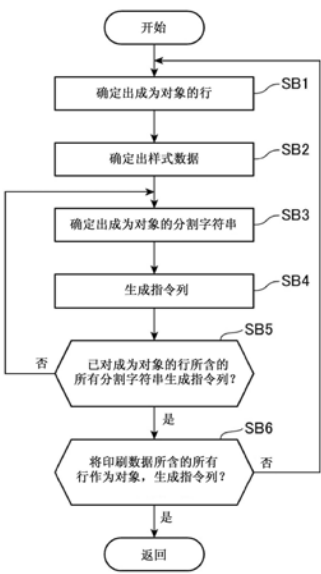 开始
确定出成为对象的行
SB1
确定出样式数据
SB2
确定出成为对象的分割字符串
SB3
生成指令列
SB4
SB5
已对成为对象的行所含的
所有分割字符串生成指令列？
否
是
SB6
将印刷数据所含的所有
行作为对象，生成指令列？
否
是
返回